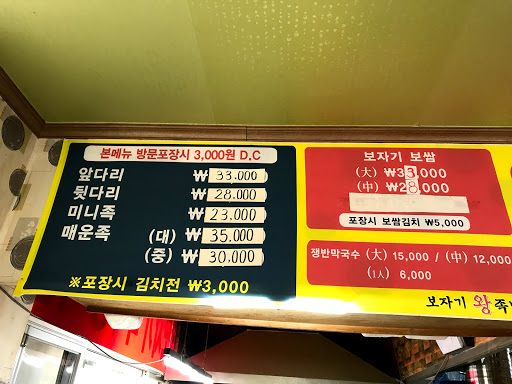 본메뉴 방문포장시 3,000원 D.C
앞다리 ₩ 33.000
뒷다리 ₩ 28.000
미니족 ₩ 23.000
매운족 (대) ₩ 35.000
(중) ₩ 30.000
※포장시 김치전 ₩3,000
보자기 보쌈
(大) ₩33,000
(中) ₩28,000
포장시 보쌈김치 ₩5,000
쟁반막국수 (大) 15,000 / (中) 12,000
(1人) 6,000
보자기 왕족